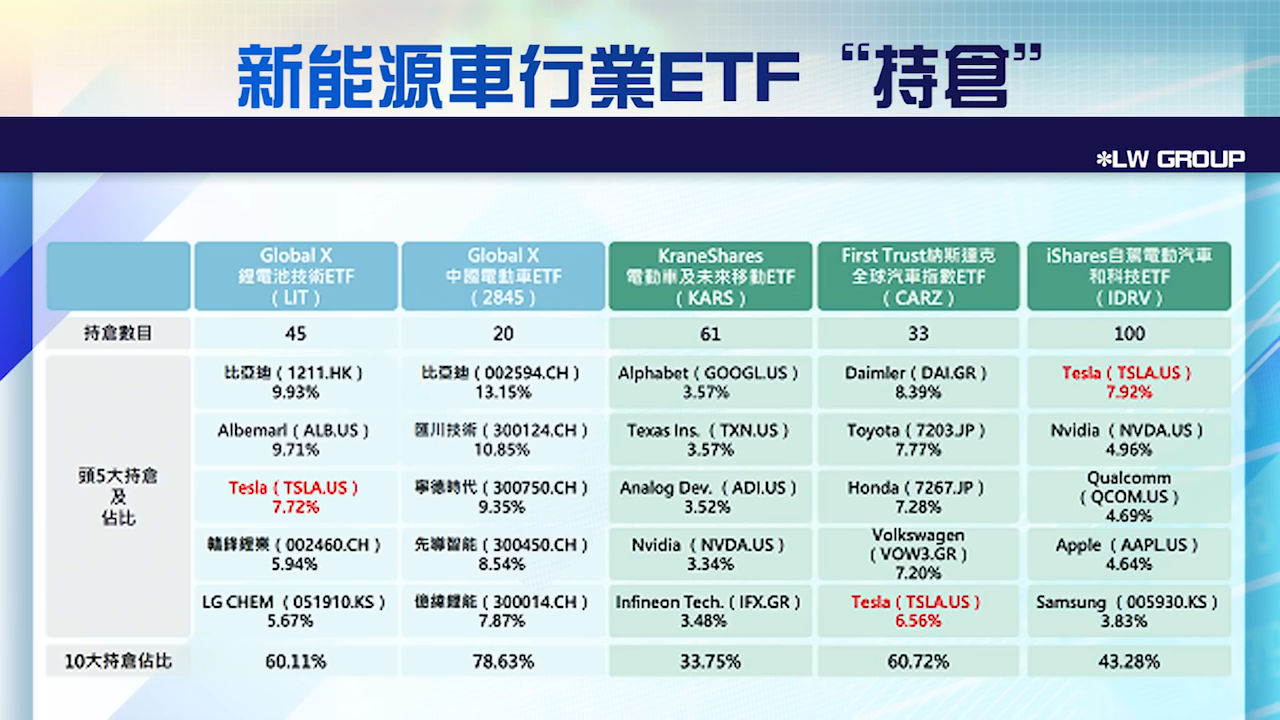 新能源車行業ETF “持倉”
*LW GROUP
Global X
鋰電池技術ETF
（LIT）
Global X
中國電動車ETF
（2845）
KraneShares
電動車及未來移動ETF
（KARS）
First Trust納斯達克
全球汽車指數ETF
（CARZ）
iShares自駕電動汽車
和科技ETF
（IDRV）
持倉數目 45 20 61 33 100
頭5大持倉
及
佔比
比亞迪（1211.HK）
9.93%
比亞迪（002594.CH）
13.15%
Alphabet（GOOGL.US）
3.57%
Daimler（DAI.GR）
8.39%
Tesla（TSLA.US）
7.92%
Albemarl（ALB.US）
9.71%
匯川技術（300124.CH）
10.85%
Texas Ins.（TXN.US）
3.57%
Toyota（7203.JP）
7.77%
Nvidia（NVDA.US）
4.96%
Tesla（TSLA.US）
7.72%
寧德時代（300750.CH）
9.35%
Analog Dev.（ADI.US）
3.52%
Honda（7267.JP）
7.28%
Qualcomm
（QCOM.US）
4.69%
贛鋒鋰業（002460.CH）
5.94%
先導智能（300450.CH）
8.54%
Nvidia（NVDA.US）
3.34%
Volkswagen
（VOW3.GR）
7.20%
Apple（AAPL.US）
4.64%
LG CHEM（051910.KS）
5.67%
億緯鋰能（300014.CH）
7.87%
Infineon Tech.（IFX.GR）
3.48%
Tesla（TSLA.US）
6.56%
Samsung（005930.KS）
3.83%
10大持倉佔比 60.11% 78.63% 33.75% 60.72% 43.28%